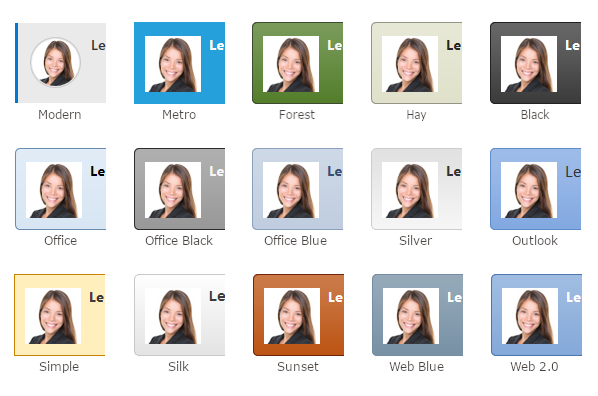 Le Le Le Le Le
Modern Metro Forest Hay Black
Le Le Le Le Le
Office Office Black Office Blue Silver Outlook
Le Le Le Le Le
Simple Silk Sunset Web Blue Web 2.0